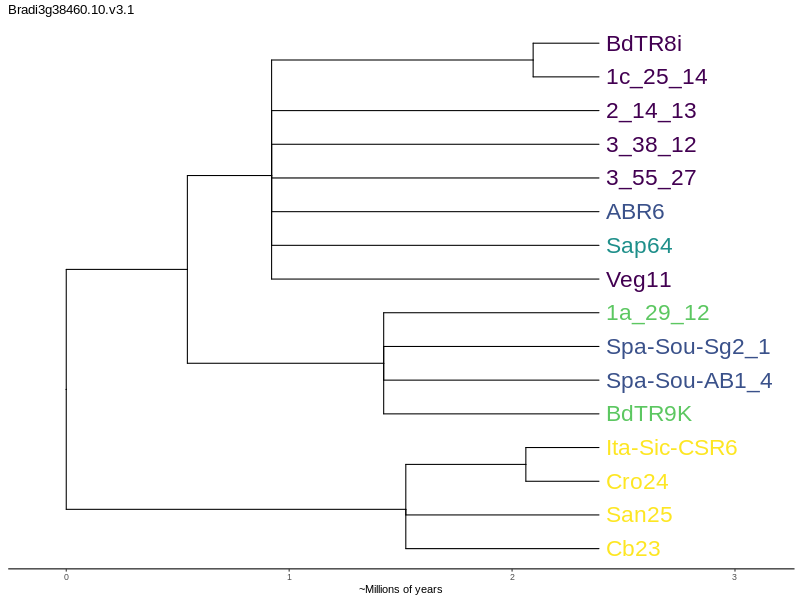 Bradi3g38460.10.v3.1
BdTR8i
1c_25_14
2_14_13
3_38_12
3_55_27
ABR6
Sap64
Veg11
1a_29_12
Spa-Sou-Sg2_1
Spa-Sou-AB1_4
BdTR9K
Ita-Sic-CSR6
Cro24
San25
Cb23
0 1 2 3
~Millions of years